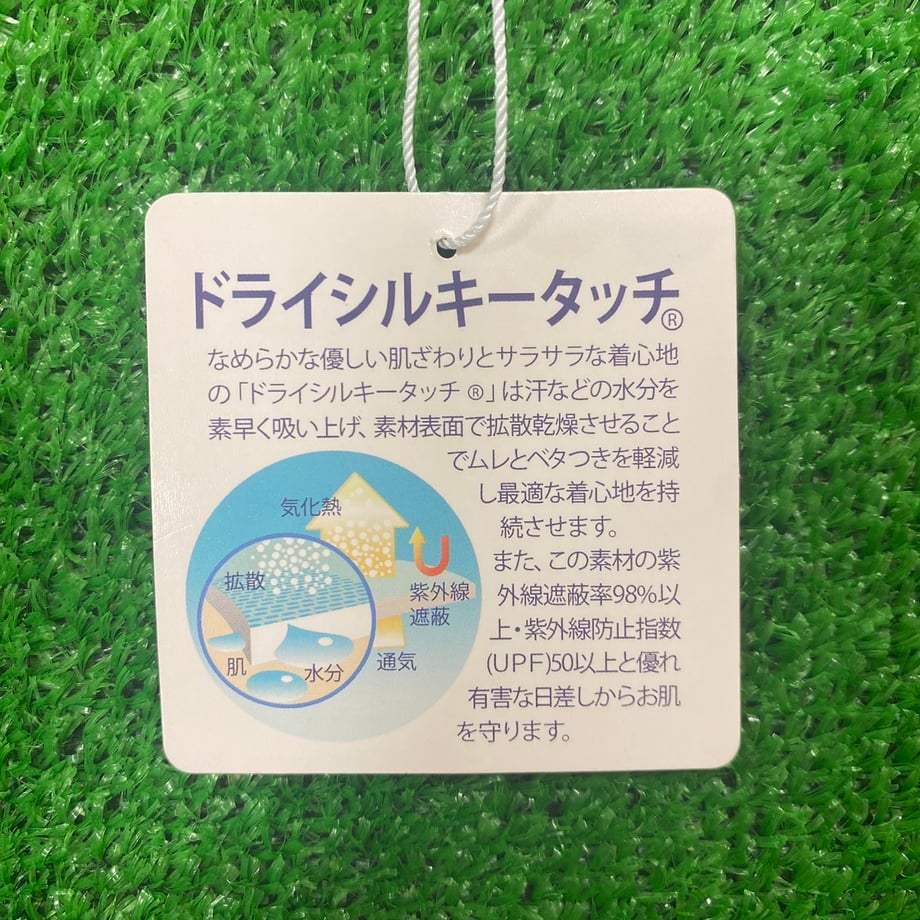 ドライシルキータッチ®
なめらかな優しい肌ざわりとサラサラな着心地
の「ドライシルキータッチ ®」は汗などの水分を
素早く吸い上げ、素材表面で拡散乾燥させること
でムレとベタつきを軽減
し最適な着心地を持
続させます。
また、この素材の紫
外線遮蔽率98%以
上・紫外線防止指数
(UPF)50以上と優れ
有害な日差しからお肌
を守ります。
気化熱
拡散
紫外線
遮蔽
肌
水分
通気